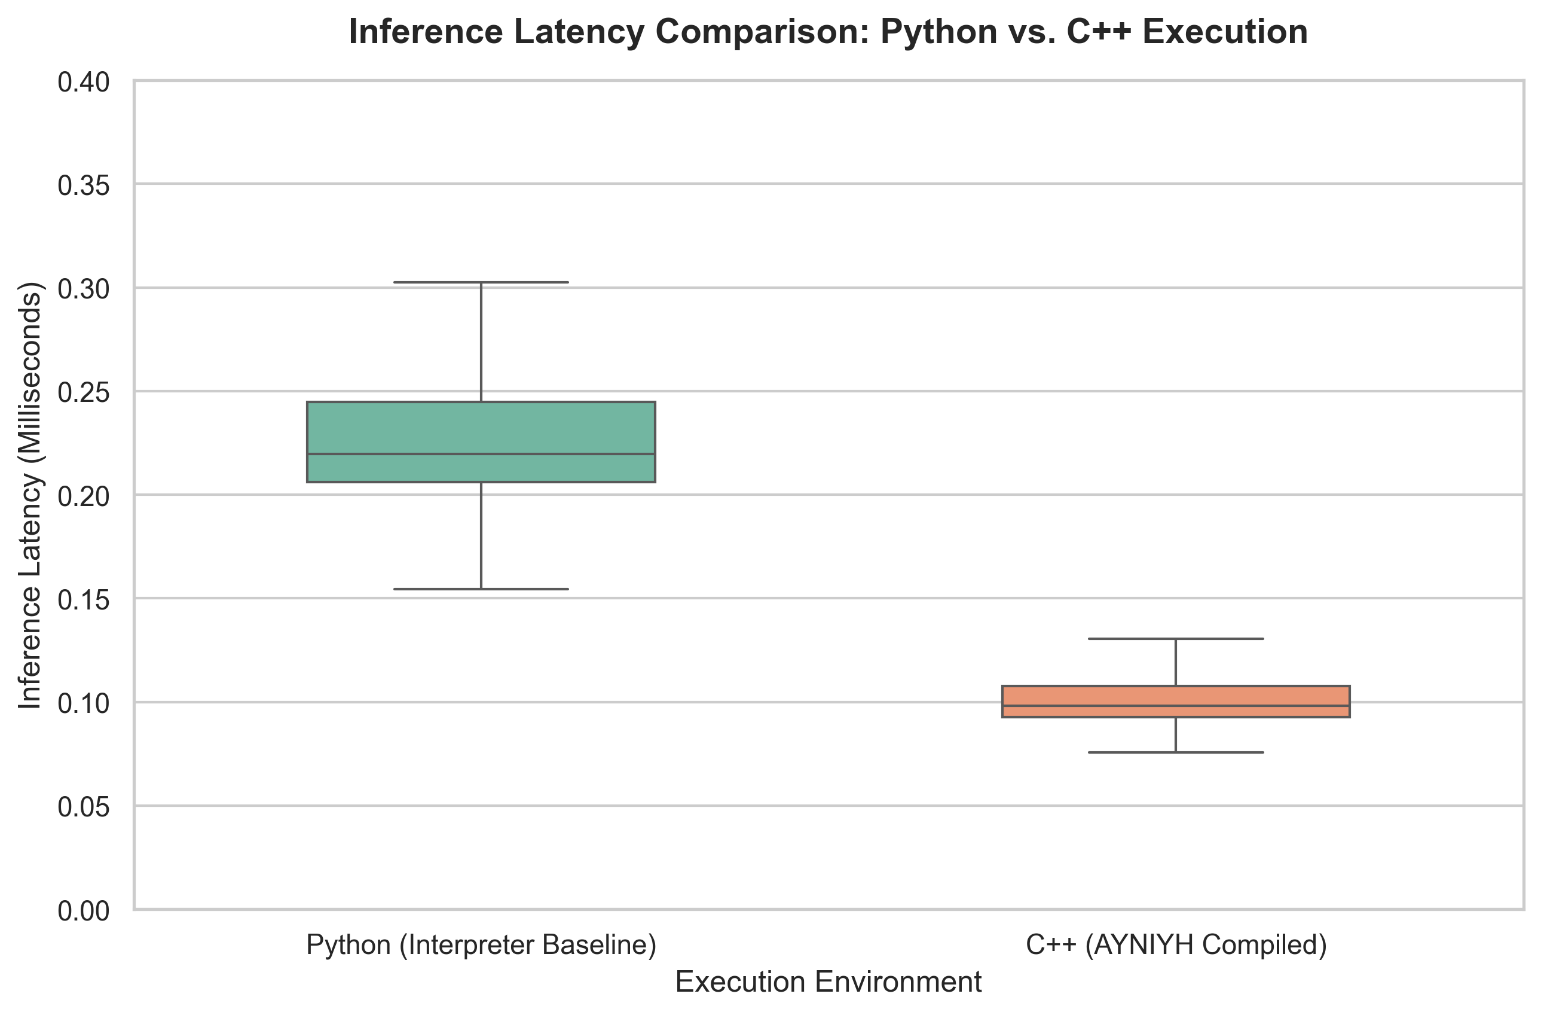 Inference Latency Comparison: Python vs. C++ Execution
0.40
0.35
0.30
0.25
0.20
0.15
0.10
0.05
0.00
Inference Latency (Milliseconds)
Python (Interpreter Baseline)
C++ (AYNIYH Compiled)
Execution Environment